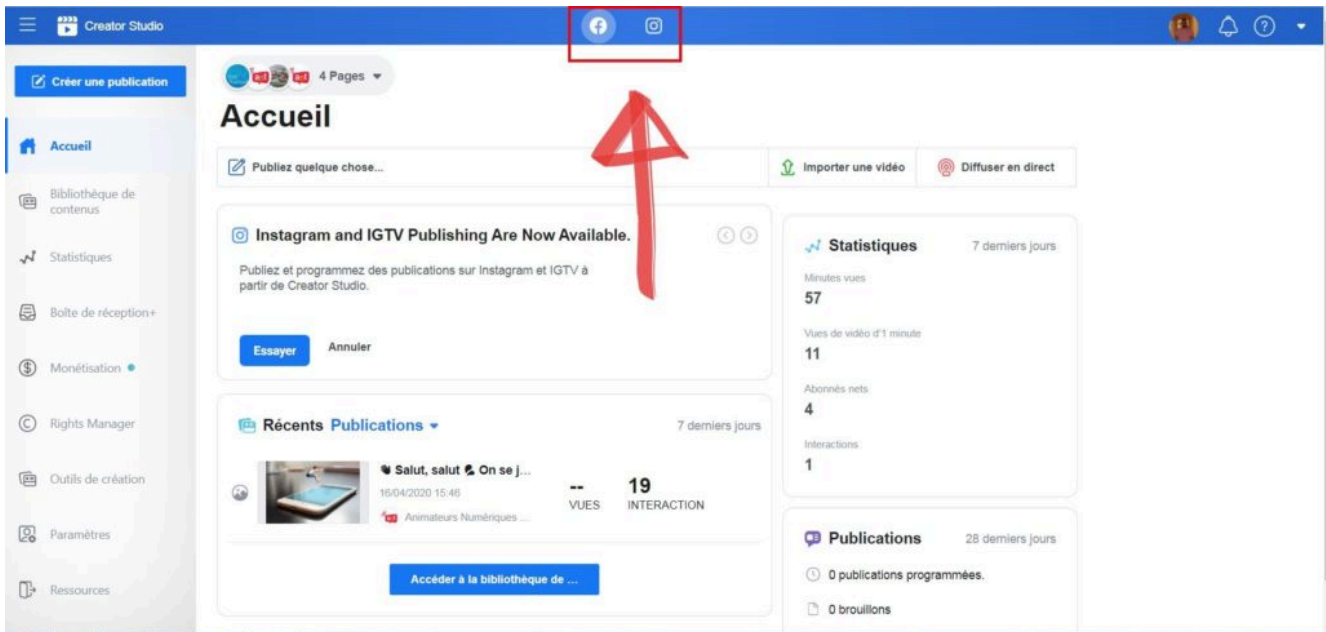 Creator Studio
Créer une publication
4 Pages
Accueil
Accueil
Publiez quelque chose...
Importer une vidéo
Diffuser en direct
Bibliothèque de
contenus
Statistiques
Boîte de réception+
Monétisation
Rights Manager
Outils de création
Paramètres
Ressources
Instagram and IGTV Publishing Are Now Available.
Publiez et programmez des publications sur Instagram et IGTV à
partir de Creator Studio.
Essayer
Annuler
Récents Publications
7 derniers jours
Salut, salut On se j...
16/04/2020 15:46
Animateurs Numériques ...
--
VUES
19
INTERACTION
Accéder à la bibliothèque de ...
Statistiques
7 derniers jours
Minutes vues
57
Vues de vidéo d'1 minute
11
Abonnés nets
4
Interactions
1
Publications
28 derniers jours
0 publications programmées.
0 brouillons